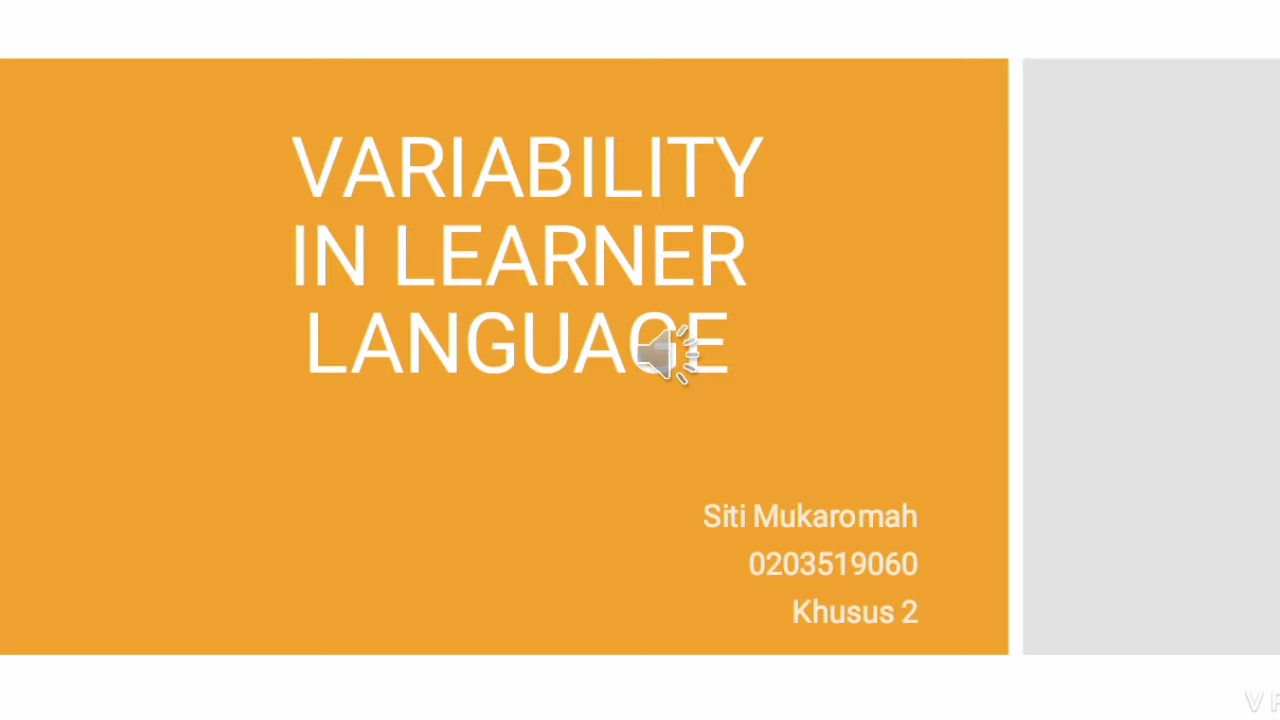 VARIABILITY
IN LEARNER
LANGUAGE
Siti Mukaromah
0203519060
Khusus 2